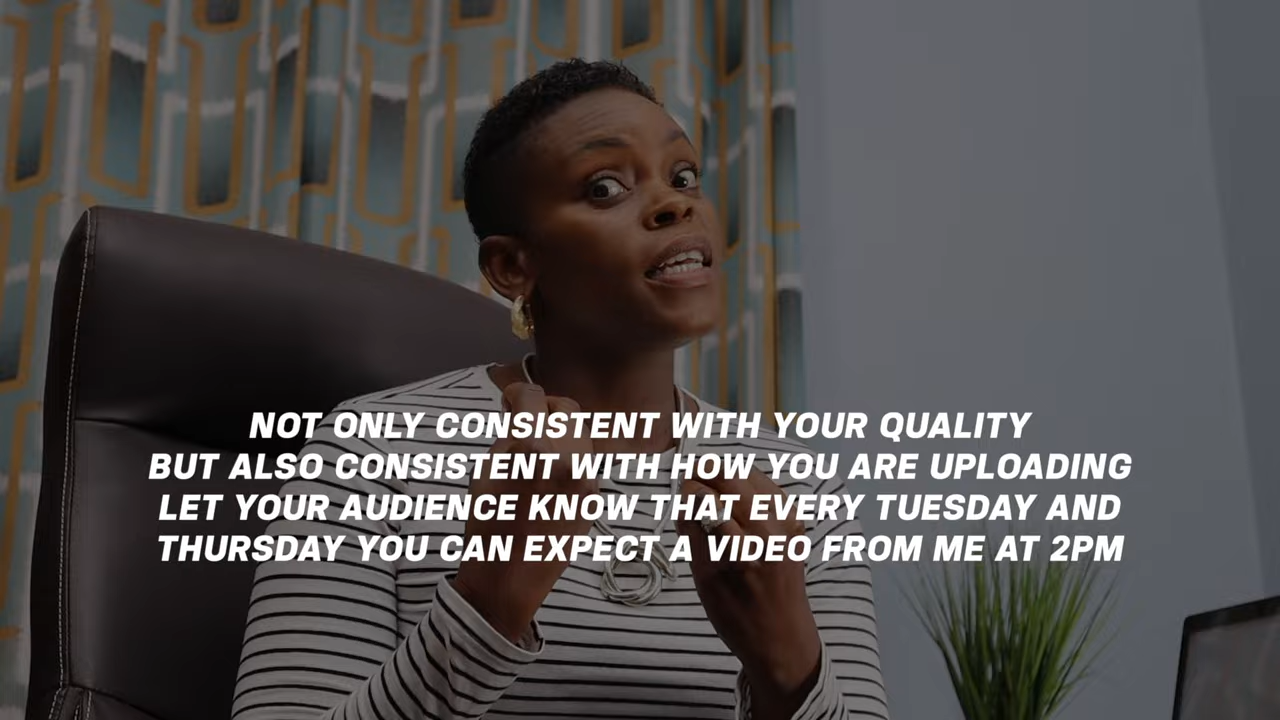 NOT ONLY CONSISTENT WITH YOUR QUALITY
BUT ALSO CONSISTENT WITH HOW YOU ARE UPLOADING
LET YOUR AUDIENCE KNOW THAT EVERY TUESDAY AND
THURSDAY YOU CAN EXPECT A VIDEO FROM ME AT 2PM